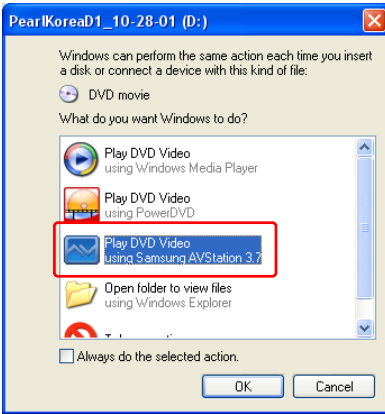 PearlKoreaD1_10-28-01 (D:)
Windows can perform the same action each time you insert
a disk or connect a device with this kind of file:
DVD movie
What do you want Windows to do?
Play DVD Video
using Windows Media Player
Play DVD Video
using PowerDVD
Play DVD Video
using Samsung AVStation 3.7
Open folder to view files
using Windows Explorer
Always do the selected action.
OK
Cancel